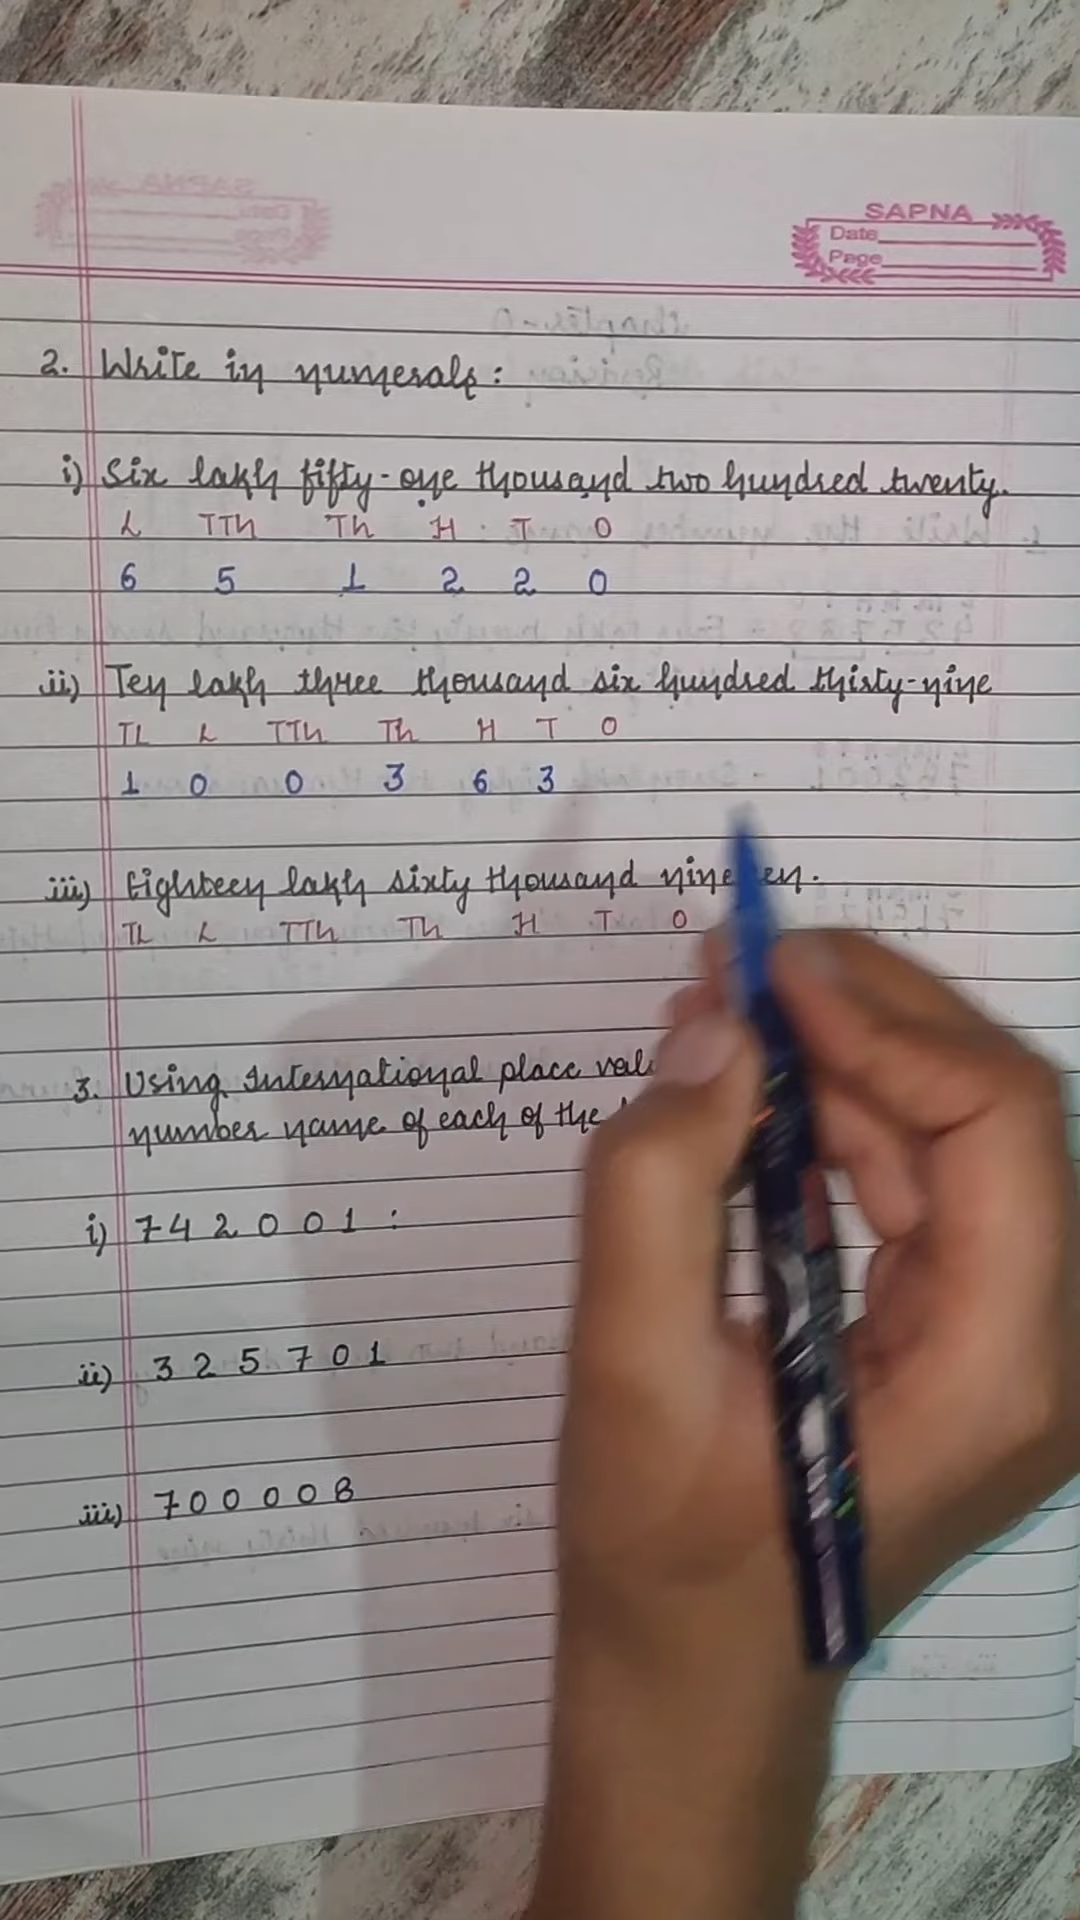 SAPNA
Date
Page
2. Write in numerals:
i) Six lakh fifty-one thousand two hundred twenty.
L TTh Th H T O
6 5 1 2 2 0
ii) Ten lakh three thousand six hundred thirty-nine
TL L TTh Th H T O
1 0 0 3 6 3
iii) Eighteen lakh sixty thousand
TL L TTh Th H T O
3. Using International place
number name of each of the
i) 742001:
ii) 325701
iii) 700008